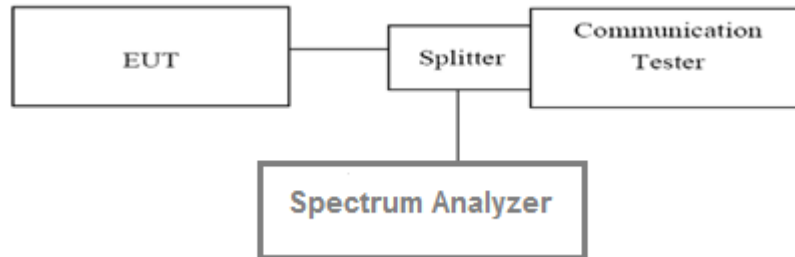 EUT
Splitter
Communication
Tester
Spectrum Analyzer